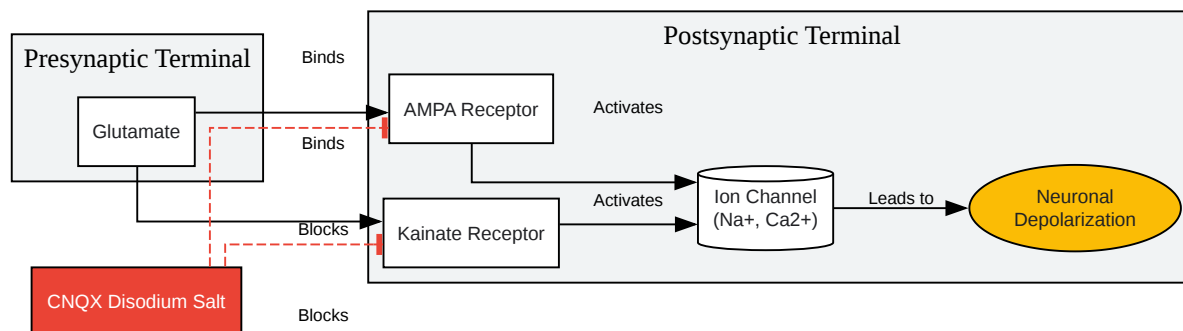 Presynaptic Terminal
Postsynaptic Terminal
Binds
Glutamate
AMPA Receptor
Activates
Binds
Kainate Receptor
Activates
Ion Channel
(Na+, Ca2+)
Leads to
Neuronal
Depolarization
Blocks
CNQX Disodium Salt
Blocks